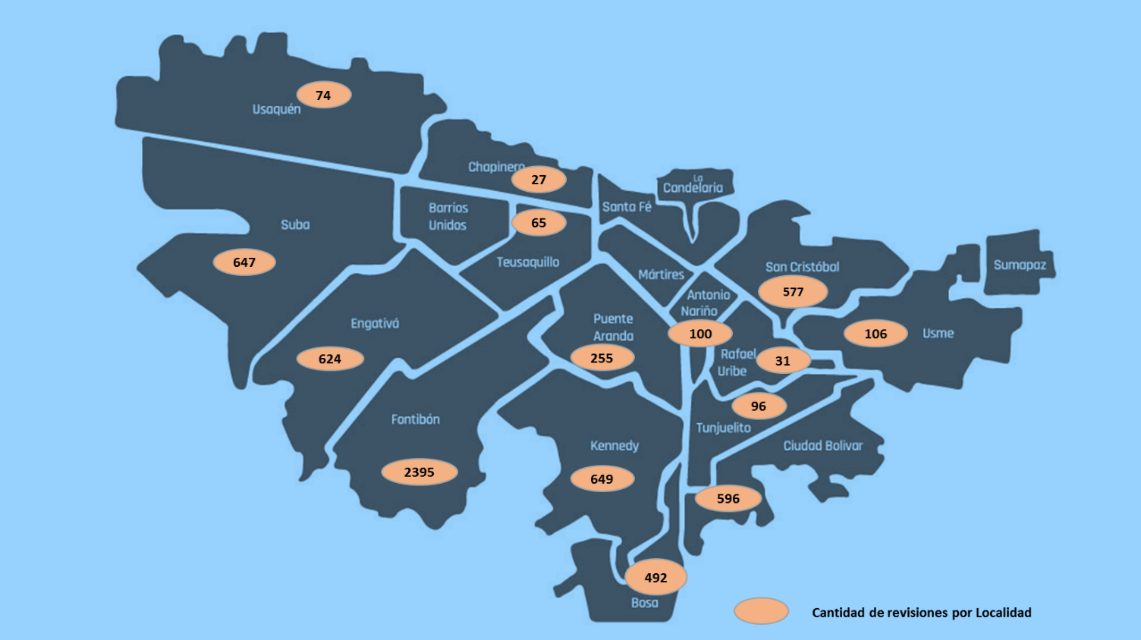 74
Usaquén
Chapinero
27
La
Candelaria
Santa Fé
Barrios
Unidos
65
Suba
647
Teusaquillo
Mártires
San Cristóbal
577
Sumapaz
Antonio
Nariño
100
Engativá
624
Puente
Aranda
255
106
Usme
Rafael
Uribe
31
96
Tunjuelito
Fontibón
2395
Kennedy
649
Ciudad Bolivar
596
492
Bosa
Cantidad de revisiones por Localidad